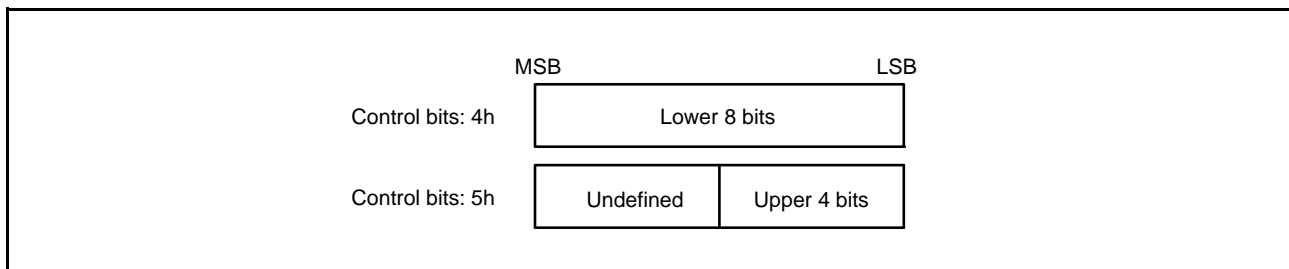 MSB LSB
Control bits: 4h Lower 8 bits
Control bits: 5h Undefined Upper 4 bits